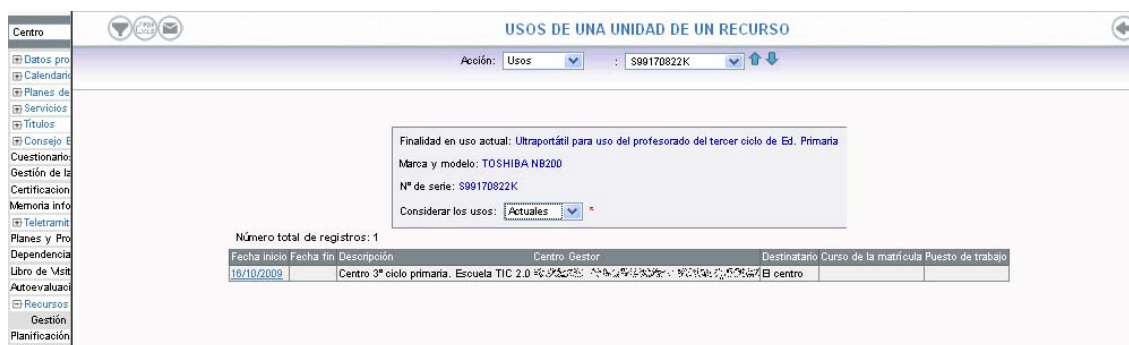 USOS DE UNA UNIDAD DE UN RECURSO
Acción: Usos : S99170822K
Centro
Datos pro
Calendario
Planes de
Servicios
Títulos
Consejo E
Cuestionario
Gestión de la
Certificacion
Memoria info
Teletramit
Planes y Pro
Dependencia
Libro de Visit
Autoevaluaci
Recursos
Gestión
Planificación
Finalidad en uso actual: Ultraportátil para uso del profesorado del tercer ciclo de Ed. Primaria
Marca y modelo: TOSHIBA NB200
Nº de serie: S99170822K
Considerar los usos: Actuales *
Número total de registros: 1
Fecha inicio Fecha fin Descripción Centro Gestor Destinatario Curso de la matrícula Puesto de trabajo
16/10/2009 Centro 3º ciclo primaria. Escuela TIC 2.0 El centro